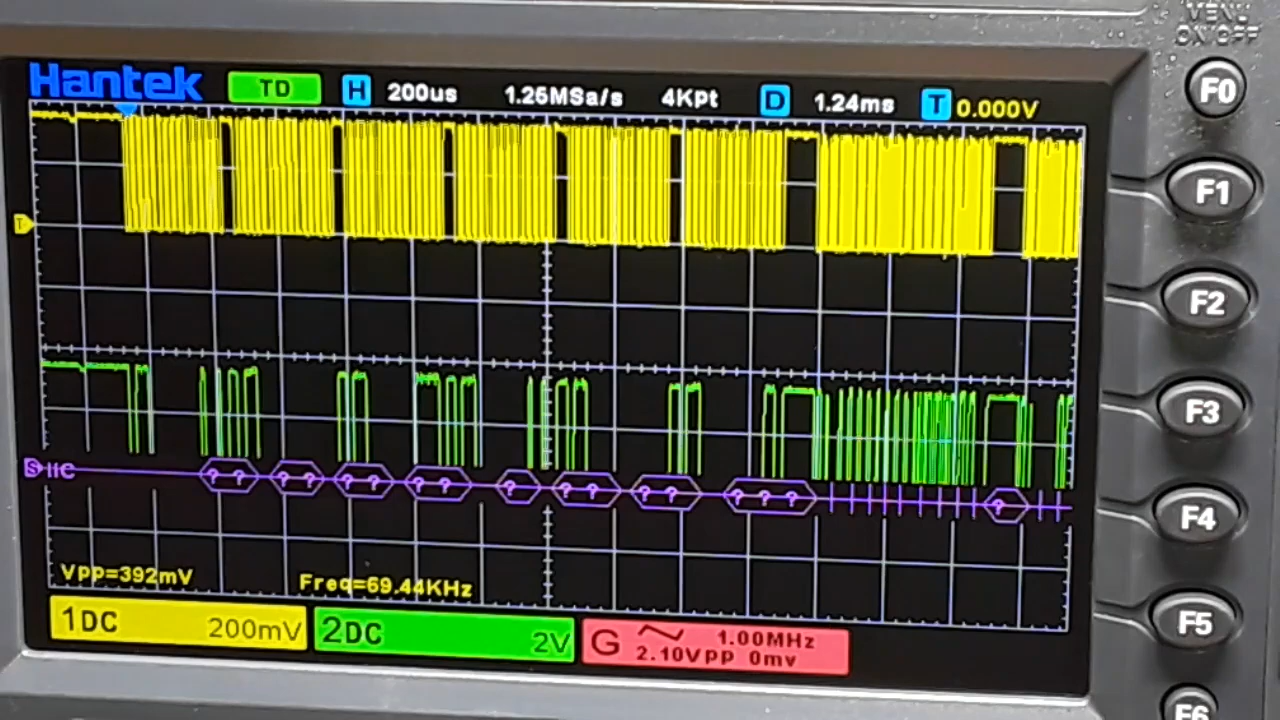 MENU
ON/OFF
Hantek TD H 200us 1.26MSa/s 4KPt D 1.24ms T 0.000V
F0
F1
T
F2
F3
S IIC ? ? ? ? ? ? ? ? ? ? ? ? ? ? ? ? ?
F4
Vpp=392mV Freq=69.44KHz
1DC 200mV 2DC 2V G 1.00MHz
2.10VPP 0mv
F5
F6